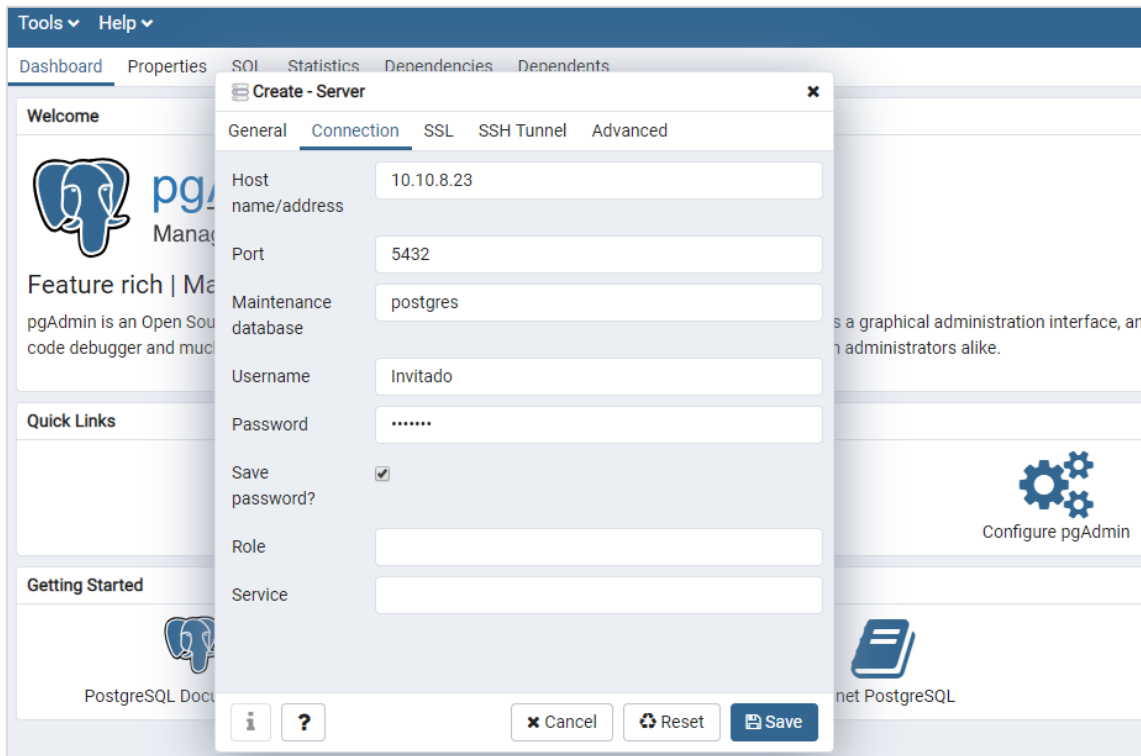 Tools Help
Dashboard Properties SQL Statistics Dependencies Dependents
Create - Server
General Connection SSL SSH Tunnel Advanced
Welcome
Host
name/address
10.10.8.23
Port
5432
Maintenance
database
postgres
Username
Invitado
Password
•••••••
Save
password?
Role
Service
Cancel
Reset
Save
Manag
Feature rich | Ma
pgAdmin is an Open Sou
s a graphical administration interface, an
code debugger and muc
administrators alike.
Quick Links
Configure pgAdmin
Getting Started
PostgreSQL Docu
net PostgreSQL
i
?